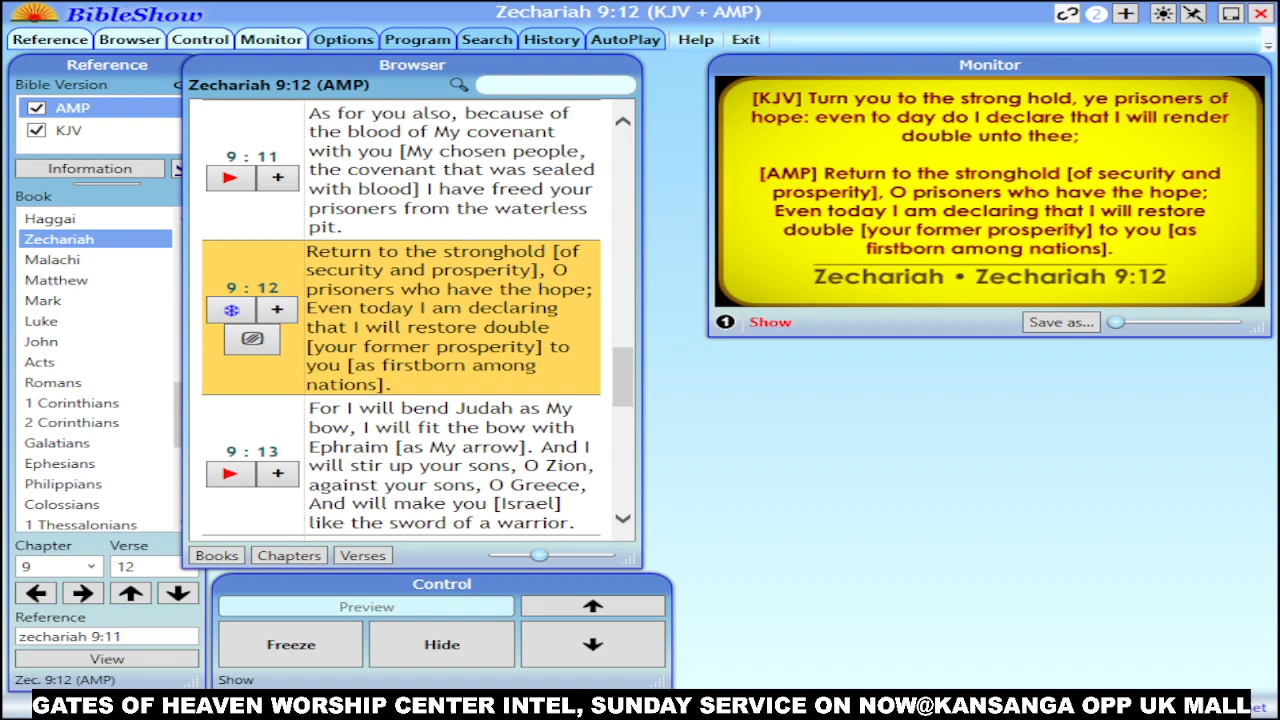 BibleShow
Zechariah 9:12 (KJV + AMP)
2
Reference Browser Control Monitor Options Program Search History AutoPlay Help Exit
Reference
Bible Version
AMP
KJV
Information
Book
Haggai
Zechariah
Malachi
Matthew
Mark
Luke
John
Acts
Romans
1 Corinthians
2 Corinthians
Galatians
Ephesians
Philippians
Colossians
1 Thessalonians
Chapter Verse
9 12
Reference
zechariah 9:11
View
Zec. 9:12 (AMP)
Browser
Zechariah 9:12 (AMP)
9 : 11
As for you also, because of
the blood of My covenant
with you [My chosen people,
the covenant that was sealed
with blood] I have freed your
prisoners from the waterless
pit.
9 : 12
Return to the stronghold [of
security and prosperity], O
prisoners who have the hope;
Even today I am declaring
that I will restore double
[your former prosperity] to
you [as firstborn among
nations].
9 : 13
For I will bend Judah as My
bow, I will fit the bow with
Ephraim [as My arrow]. And I
will stir up your sons, O Zion,
against your sons, O Greece,
And will make you [Israel]
like the sword of a warrior.
Books Chapters Verses
Control
Preview
Freeze Hide
Show
Monitor
[KJV] Turn you to the strong hold, ye prisoners of
hope: even to day do I declare that I will render
double unto thee;
[AMP] Return to the stronghold [of security and
prosperity], O prisoners who have the hope;
Even today I am declaring that I will restore
double [your former prosperity] to you [as
firstborn among nations].
Zechariah • Zechariah 9:12
1 Show Save as...
GATES OF HEAVEN WORSHIP CENTER INTEL, SUNDAY SERVICE ON NOW@KANSANGA OPP UK MALL